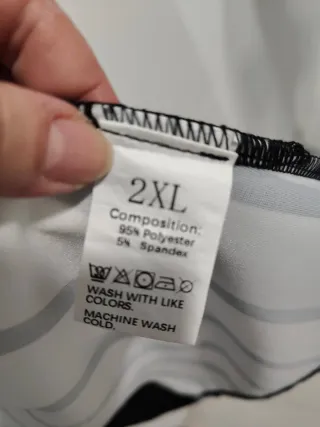 2XL
Composition:
95% Polyester
5% Spandex
WASH WITH LIKE
COLORS.
MACHINE WASH
COLD.